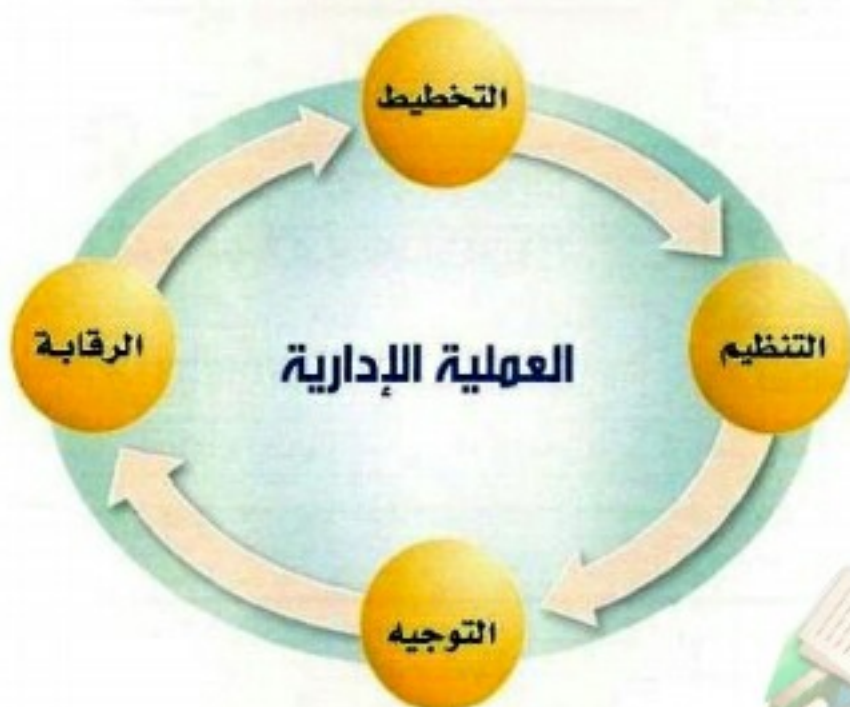 التخطيط
التنظيم
العملية الإدارية
الرقابة
التوجيه